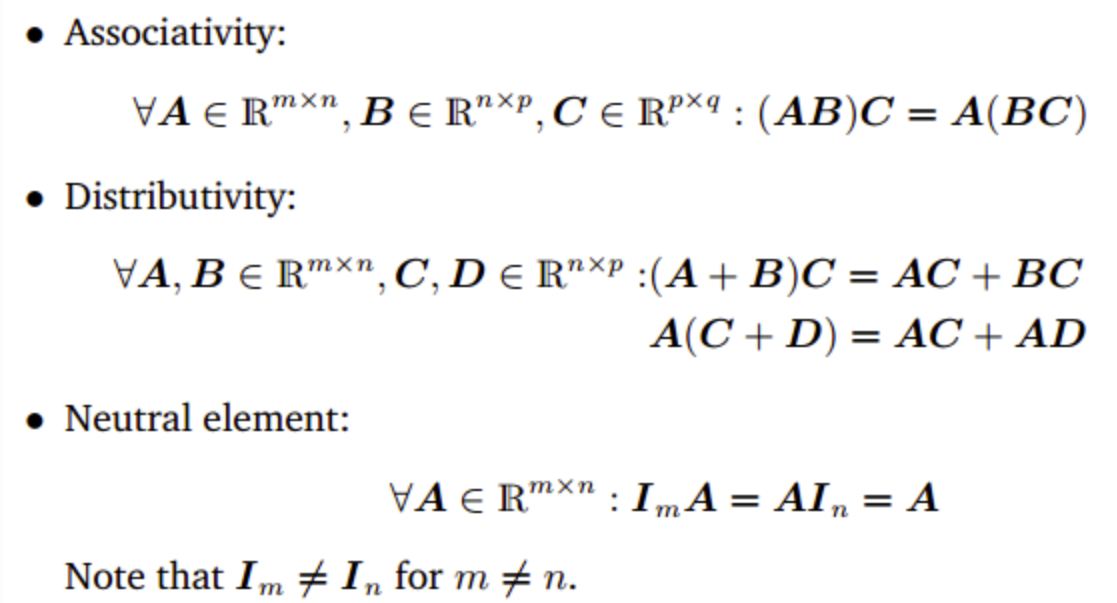 • Associativity:
∀A ∈ ℝ^{m×n}, B ∈ ℝ^{n×p}, C ∈ ℝ^{p×q} : (AB)C = A(BC)
• Distributivity:
∀A, B ∈ ℝ^{m×n}, C, D ∈ ℝ^{n×p} :(A + B)C = AC + BC
A(C + D) = AC + AD
• Neutral element:
∀A ∈ ℝ^{m×n} : I_m A = AI_n = A
Note that I_m ≠ I_n for m ≠ n.